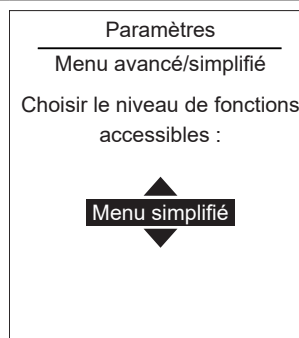 Paramètres
Menu avancé/simplifié
Choisir le niveau de fonctions
accessibles :
Menu simplifié